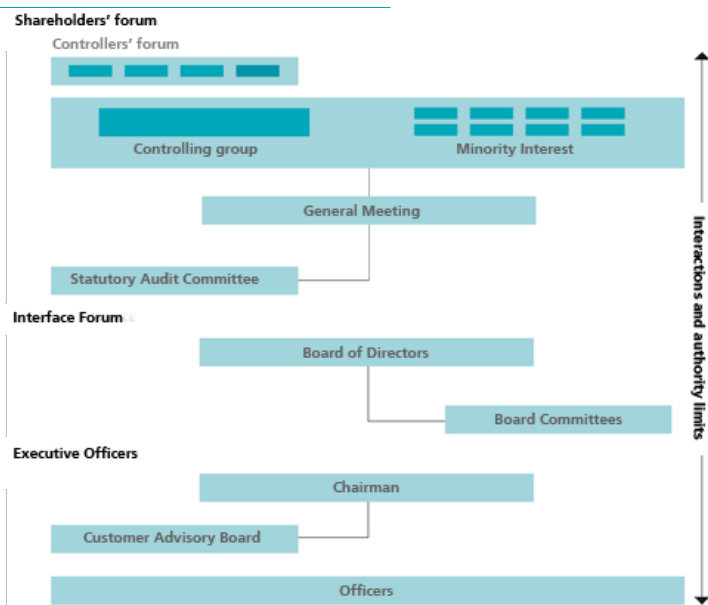 Shareholders’ forum
Controllers’ forum
Controlling group
Minority Interest
General Meeting
Statutory Audit Committee
Interface Forum
Board of Directors
Board Committees
Executive Officers
Chairman
Customer Advisory Board
Officers
Interactions and authority limits